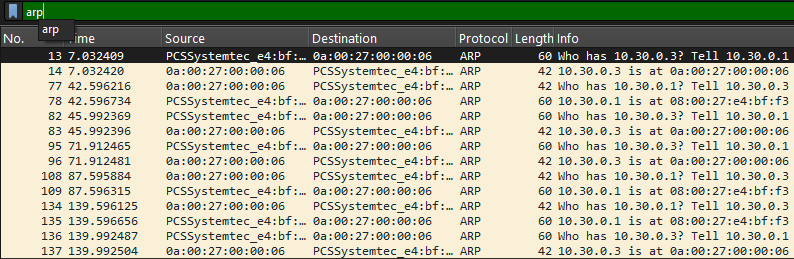 arp
arp
No. Time Source Destination Protocol Length Info
13 7.032409 PCSSystemtec_e4:bf:… 0a:00:27:00:00:06 ARP 60 Who has 10.30.0.3? Tell 10.30.0.1
14 7.032420 0a:00:27:00:00:06 PCSSystemtec_e4:bf:… ARP 42 10.30.0.3 is at 0a:00:27:00:00:06
77 42.596216 0a:00:27:00:00:06 PCSSystemtec_e4:bf:… ARP 42 Who has 10.30.0.1? Tell 10.30.0.3
78 42.596734 PCSSystemtec_e4:bf:… 0a:00:27:00:00:06 ARP 60 10.30.0.1 is at 08:00:27:e4:bf:f3
82 45.992369 PCSSystemtec_e4:bf:… 0a:00:27:00:00:06 ARP 60 Who has 10.30.0.3? Tell 10.30.0.1
83 45.992396 0a:00:27:00:00:06 PCSSystemtec_e4:bf:… ARP 42 10.30.0.3 is at 0a:00:27:00:00:06
95 71.912465 PCSSystemtec_e4:bf:… 0a:00:27:00:00:06 ARP 60 Who has 10.30.0.3? Tell 10.30.0.1
96 71.912481 0a:00:27:00:00:06 PCSSystemtec_e4:bf:… ARP 42 10.30.0.3 is at 0a:00:27:00:00:06
108 87.595884 0a:00:27:00:00:06 PCSSystemtec_e4:bf:… ARP 42 Who has 10.30.0.1? Tell 10.30.0.3
109 87.596315 PCSSystemtec_e4:bf:… 0a:00:27:00:00:06 ARP 60 10.30.0.1 is at 08:00:27:e4:bf:f3
134 139.596125 0a:00:27:00:00:06 PCSSystemtec_e4:bf:… ARP 42 Who has 10.30.0.1? Tell 10.30.0.3
135 139.596656 PCSSystemtec_e4:bf:… 0a:00:27:00:00:06 ARP 60 10.30.0.1 is at 08:00:27:e4:bf:f3
136 139.992487 PCSSystemtec_e4:bf:… 0a:00:27:00:00:06 ARP 60 Who has 10.30.0.3? Tell 10.30.0.1
137 139.992504 0a:00:27:00:00:06 PCSSystemtec_e4:bf:… ARP 42 10.30.0.3 is at 0a:00:27:00:00:06